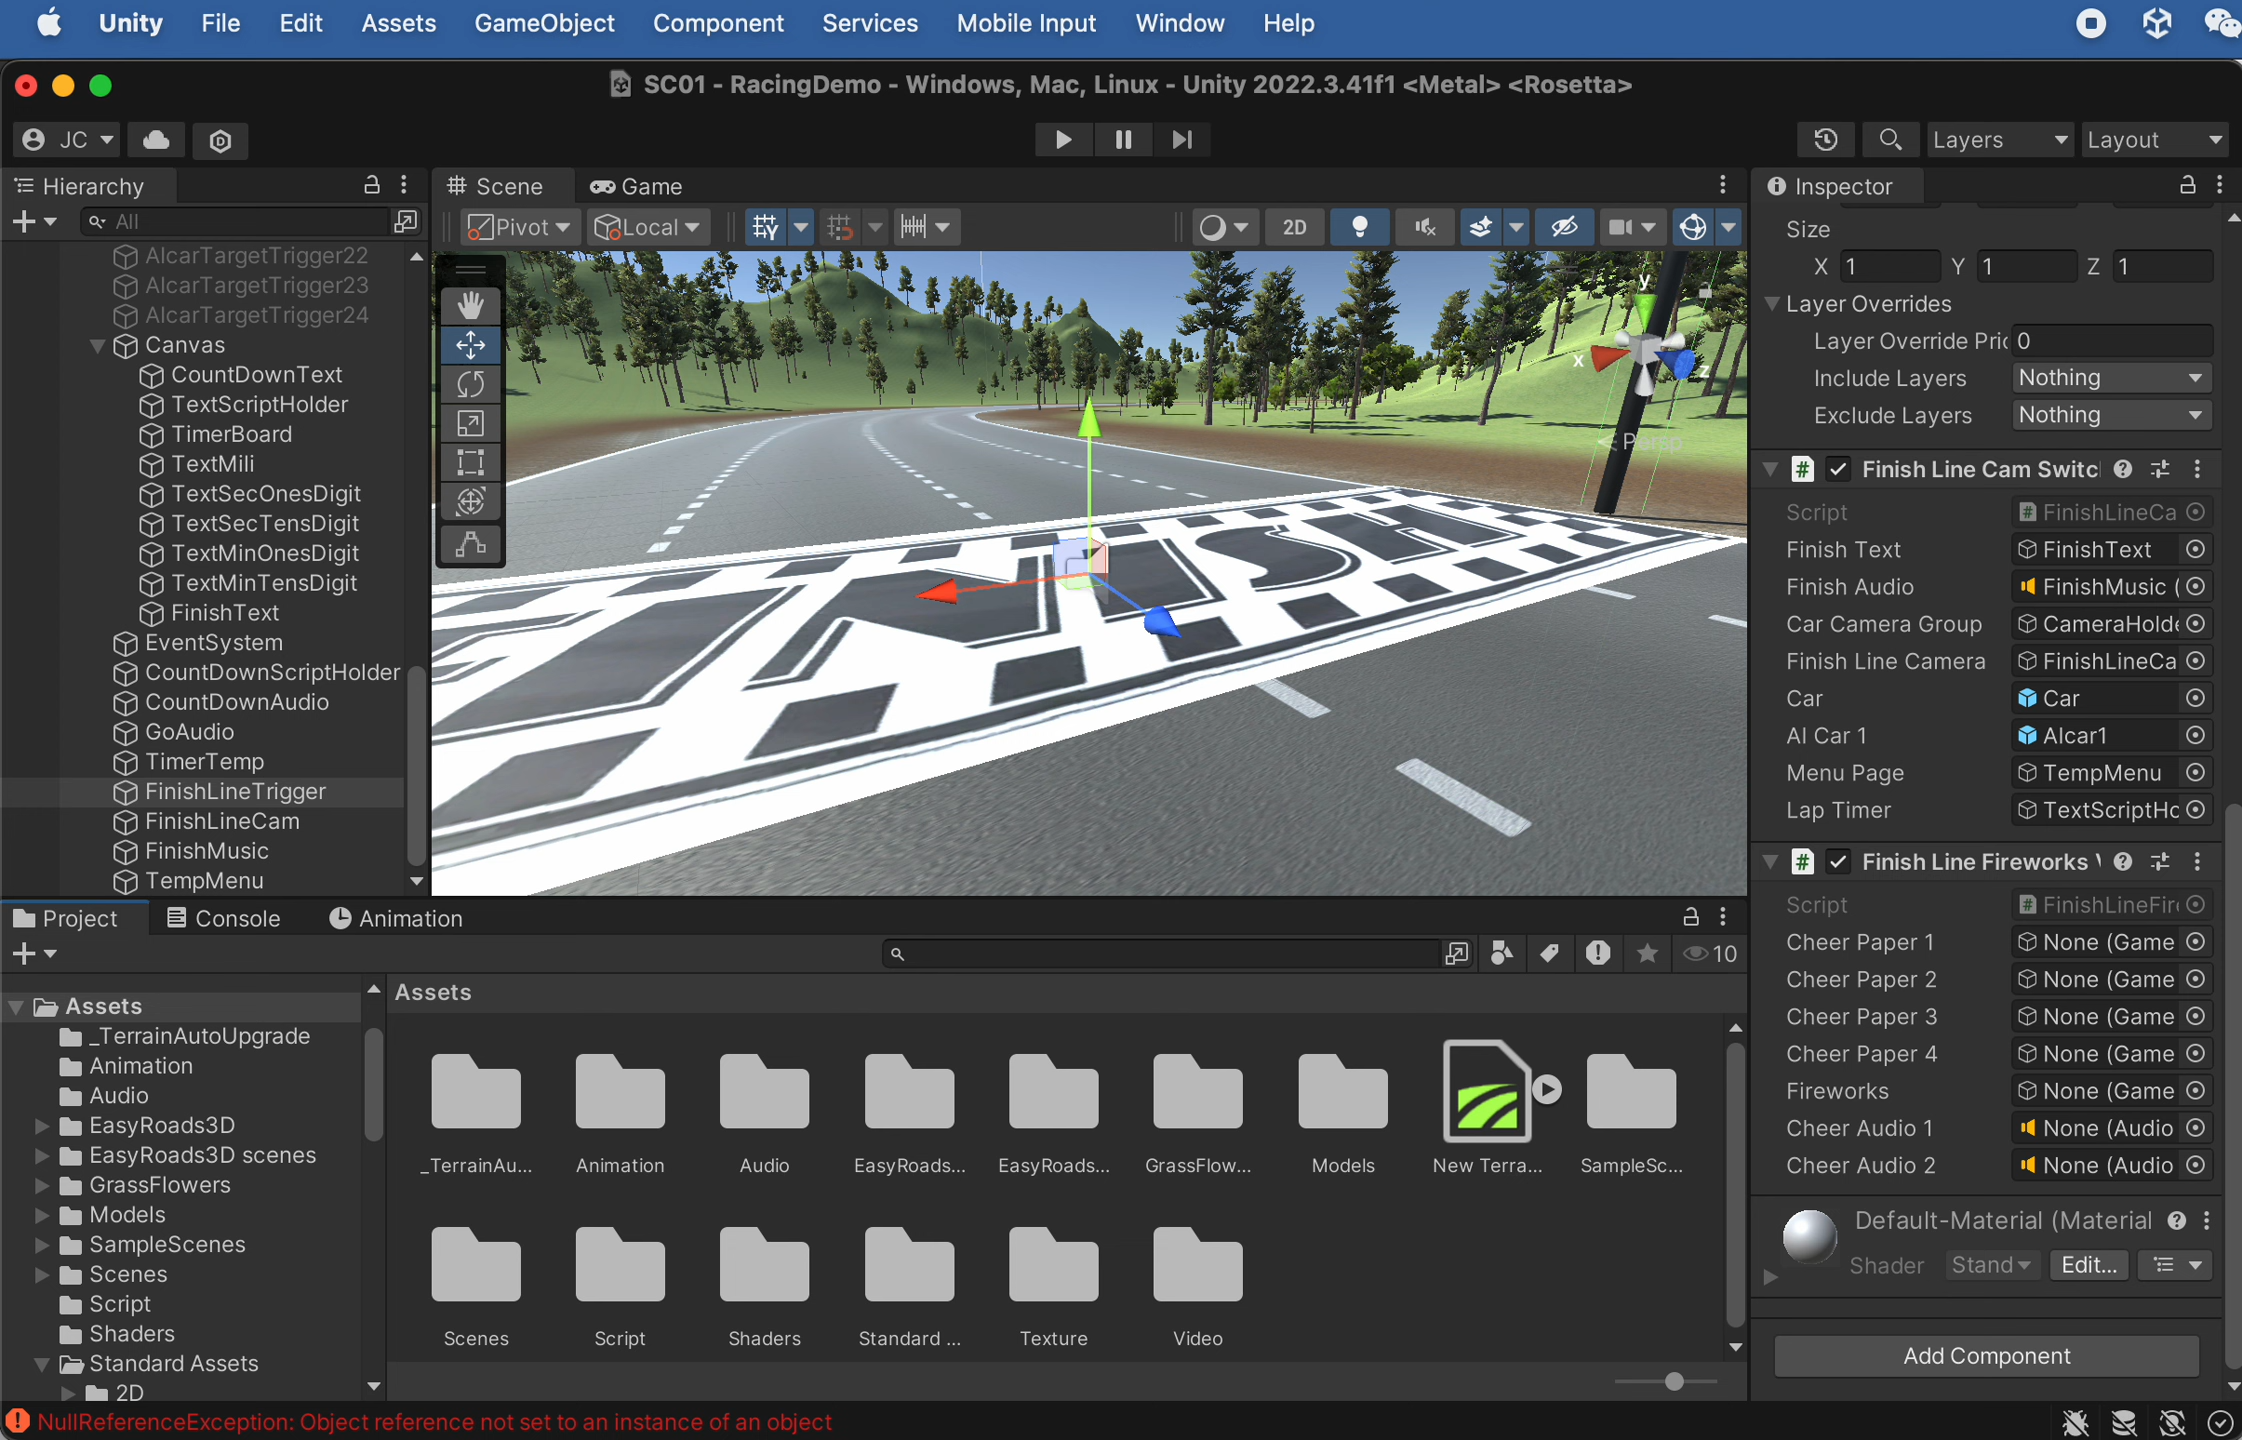 Unity File Edit Assets GameObject Component Services Mobile Input Window Help
SC01 - RacingDemo - Windows, Mac, Linux - Unity 2022.3.41f1 <Metal> <Rosetta>
JC
Layers
Layout
Hierarchy
All
AIcarTargetTrigger22
AIcarTargetTrigger23
AIcarTargetTrigger24
Canvas
CountDownText
TextScriptHolder
TimerBoard
TextMili
TextSecOnesDigit
TextSecTensDigit
TextMinOnesDigit
TextMinTensDigit
FinishText
EventSystem
CountDownScriptHolder
CountDownAudio
GoAudio
TimerTemp
FinishLineTrigger
FinishLineCam
FinishMusic
TempMenu
Scene
Game
Pivot
Local
2D
y
x
z
Persp
Inspector
Size
X 1 Y 1 Z 1
Layer Overrides
Layer Override Pric 0
Include Layers Nothing
Exclude Layers Nothing
Finish Line Cam Switc
Script FinishLineCa
Finish Text FinishText
Finish Audio FinishMusic (
Car Camera Group CameraHolde
Finish Line Camera FinishLineCa
Car Car
AI Car 1 AIcar1
Menu Page TempMenu
Lap Timer TextScriptHo
Finish Line Fireworks
Script FinishLineFir
Cheer Paper 1 None (Game
Cheer Paper 2 None (Game
Cheer Paper 3 None (Game
Cheer Paper 4 None (Game
Fireworks None (Game
Cheer Audio 1 None (Audio
Cheer Audio 2 None (Audio
Default-Material (Material
Shader Stand Edit...
Add Component
Project
Console
Animation
10
Assets
_TerrainAutoUpgrade
Animation
Audio
EasyRoads3D
EasyRoads3D scenes
GrassFlowers
Models
SampleScenes
Scenes
Script
Shaders
Standard Assets
2D
Assets
_TerrainAu... Animation Audio EasyRoads... EasyRoads... GrassFlow... Models New Terra... SampleSc...
Scenes Script Shaders Standard ... Texture Video
NullReferenceException: Object reference not set to an instance of an object